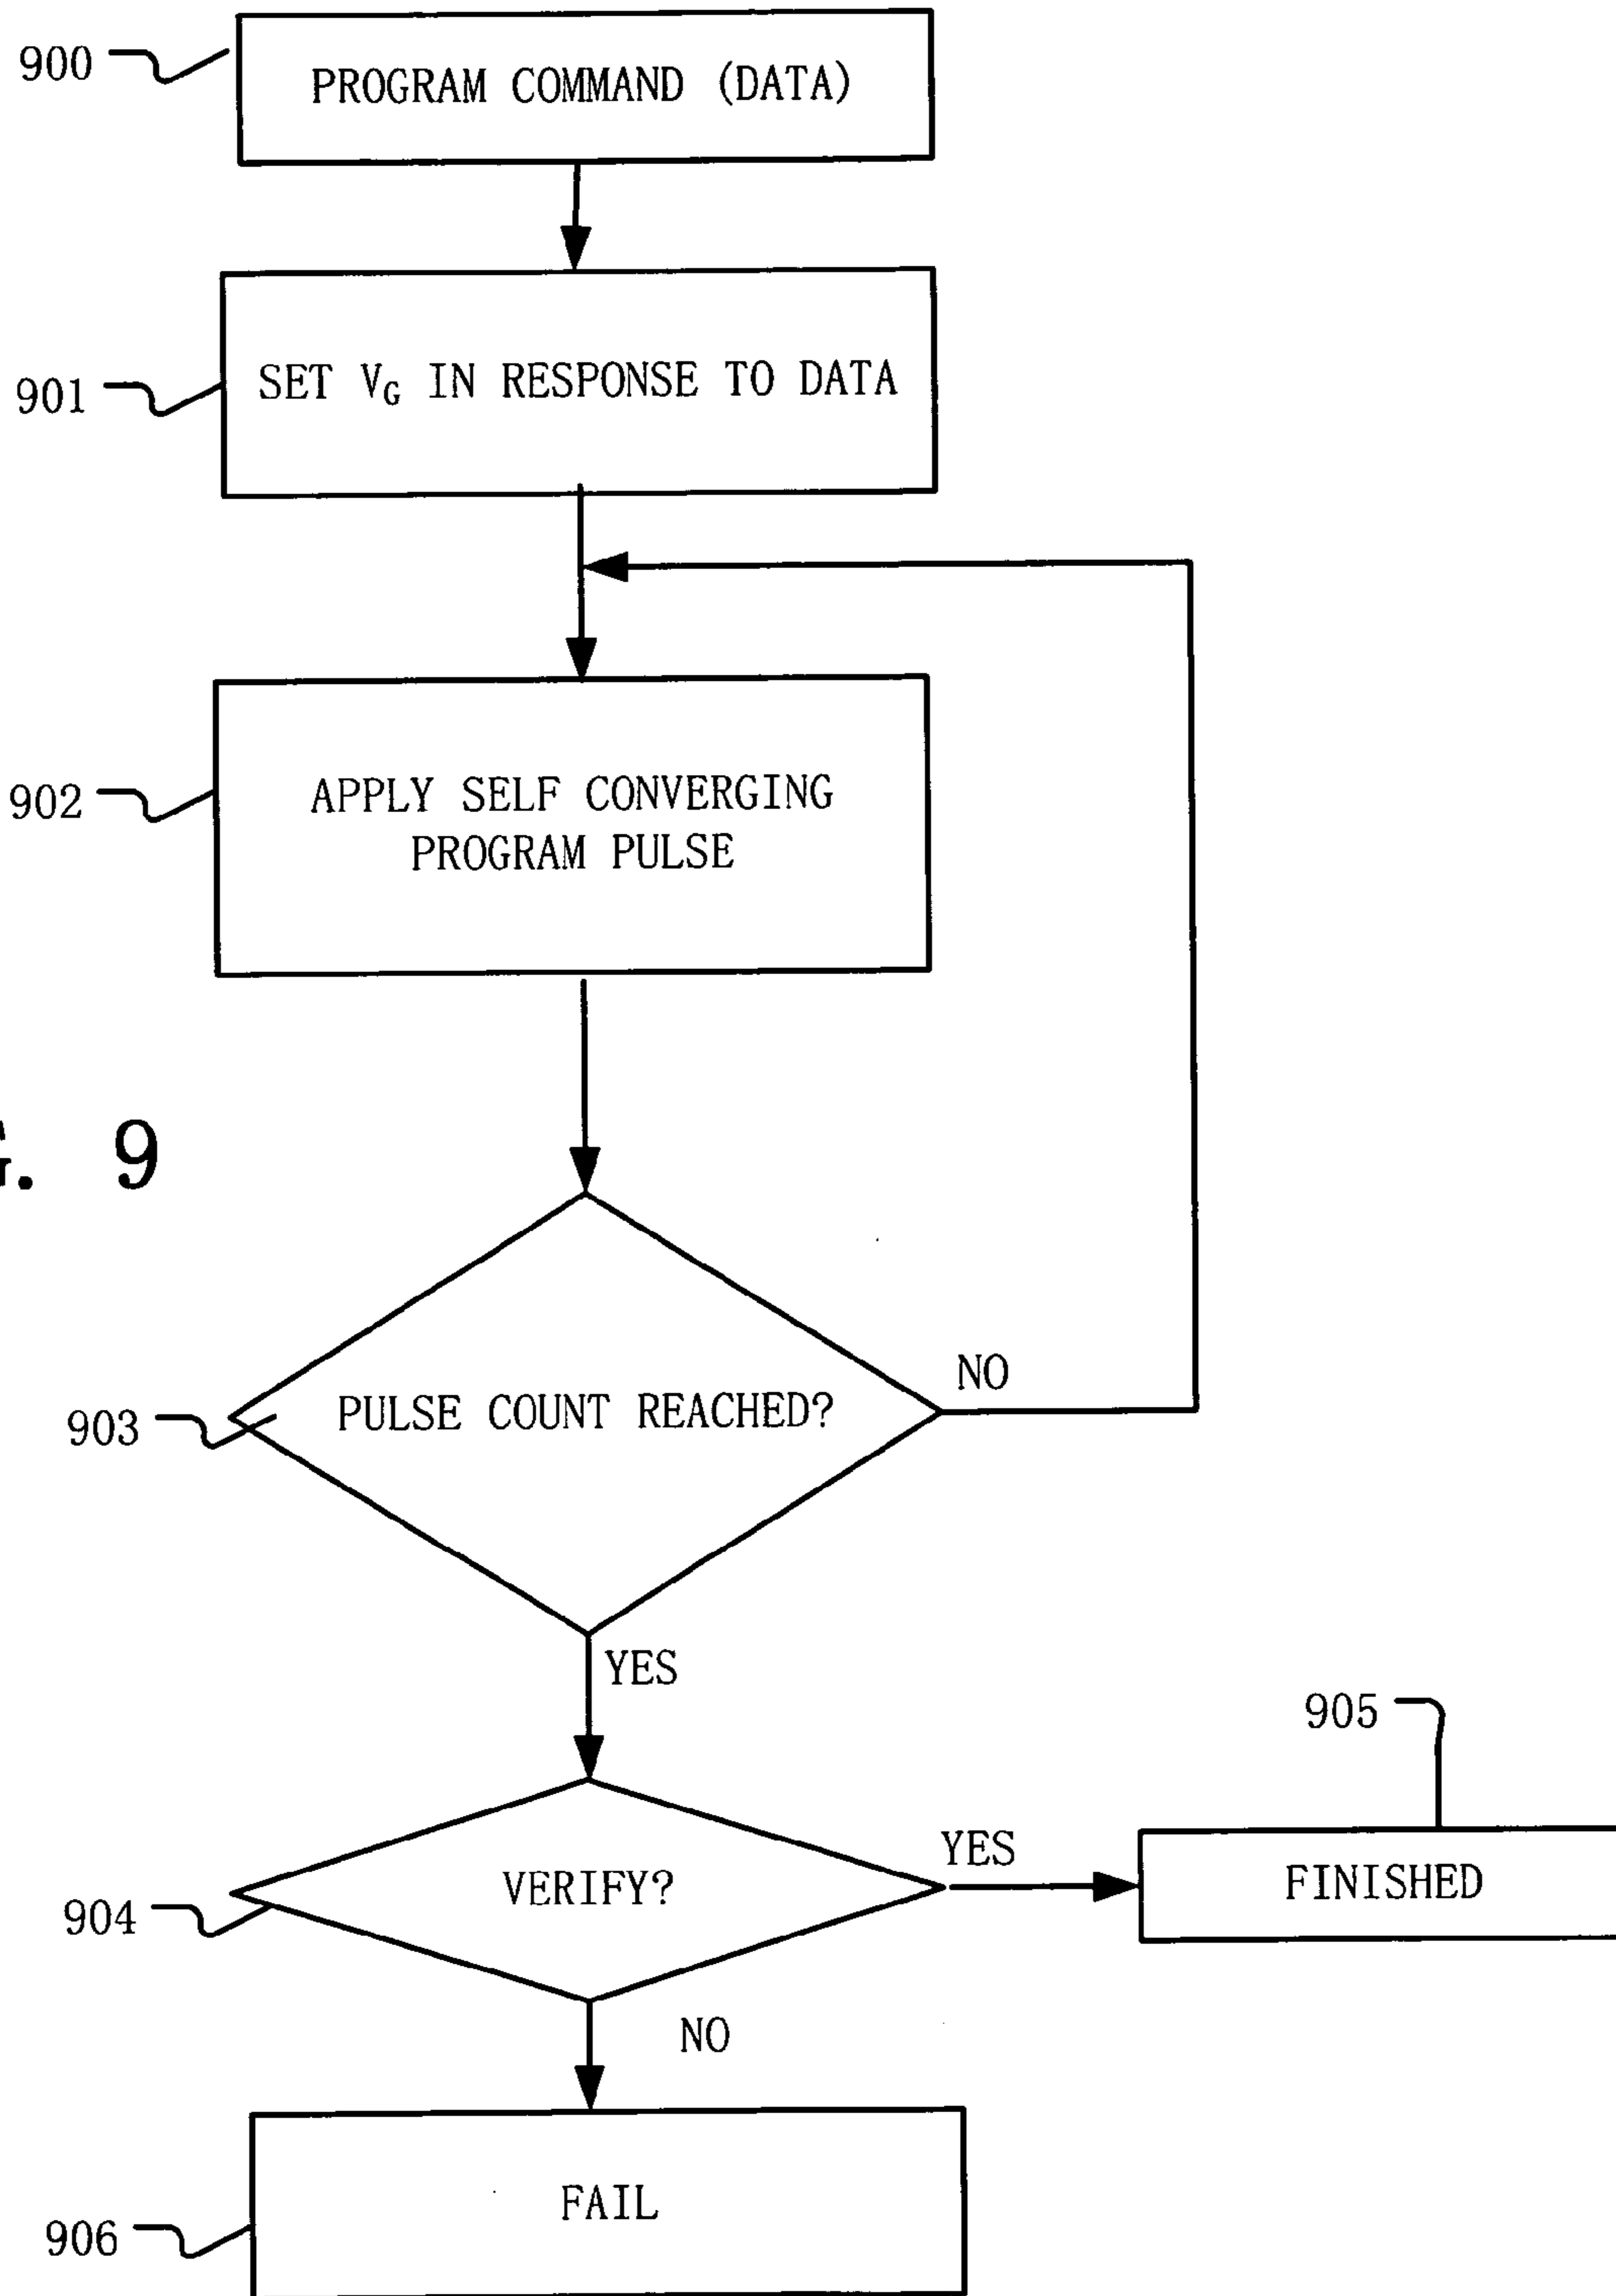 900
PROGRAM COMMAND (DATA)
901
SET VG IN RESPONSE TO DATA
902
APPLY SELF CONVERGING
PROGRAM PULSE
G. 9
903
PULSE COUNT REACHED?
NO
YES
905
904
VERIFY?
YES
FINISHED
NO
906
FAIL